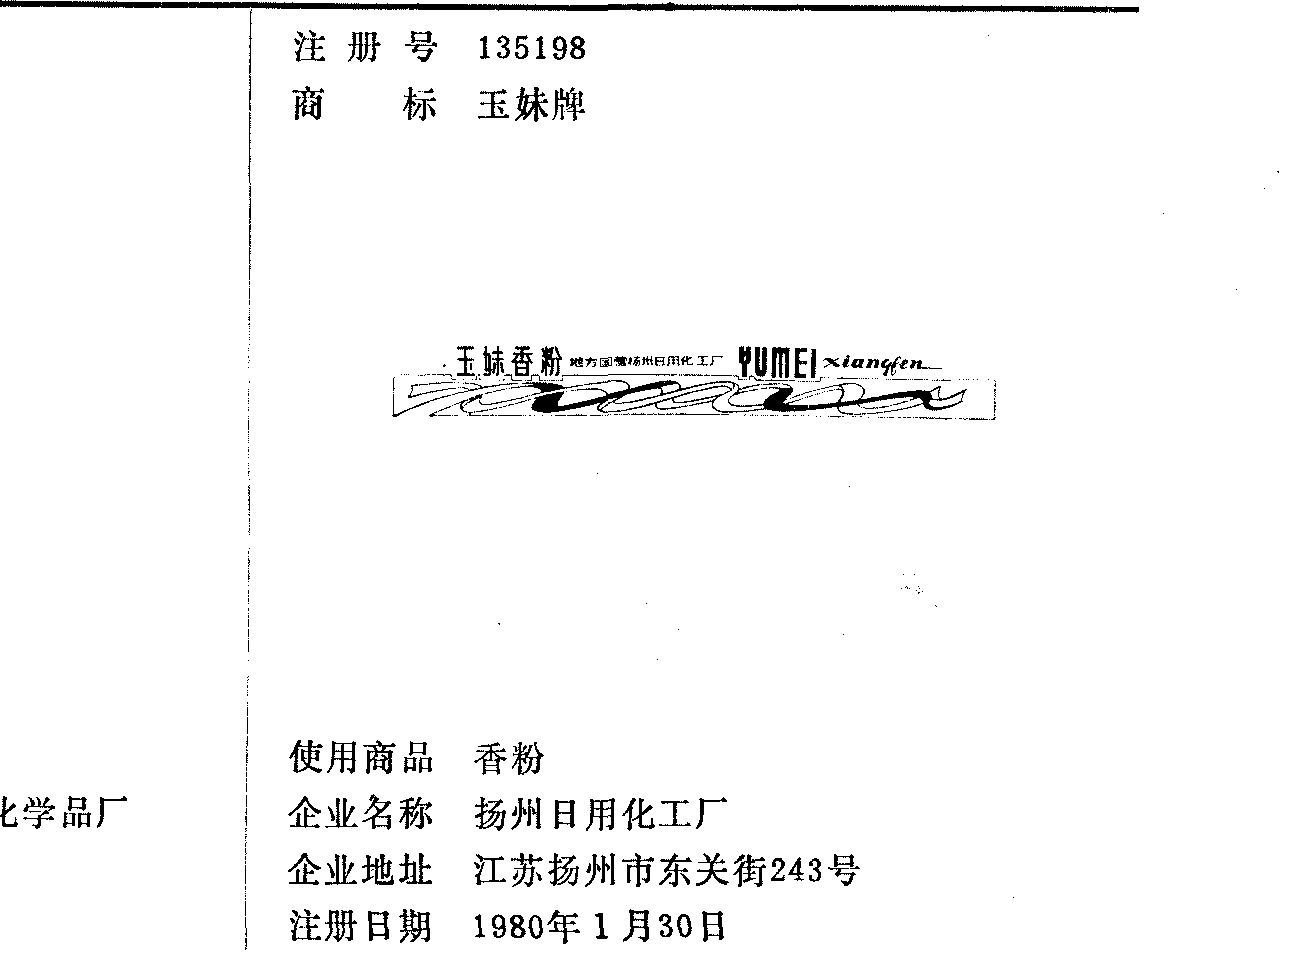 注册号 135198
商标 玉妹牌
玉妹香粉 地方国营扬州日用化工厂 YUMEI xiangfen
使用商品 香粉
化学品厂
企业名称 扬州日用化工厂
企业地址 江苏扬州市东关街243号
注册日期 1980年1月30日